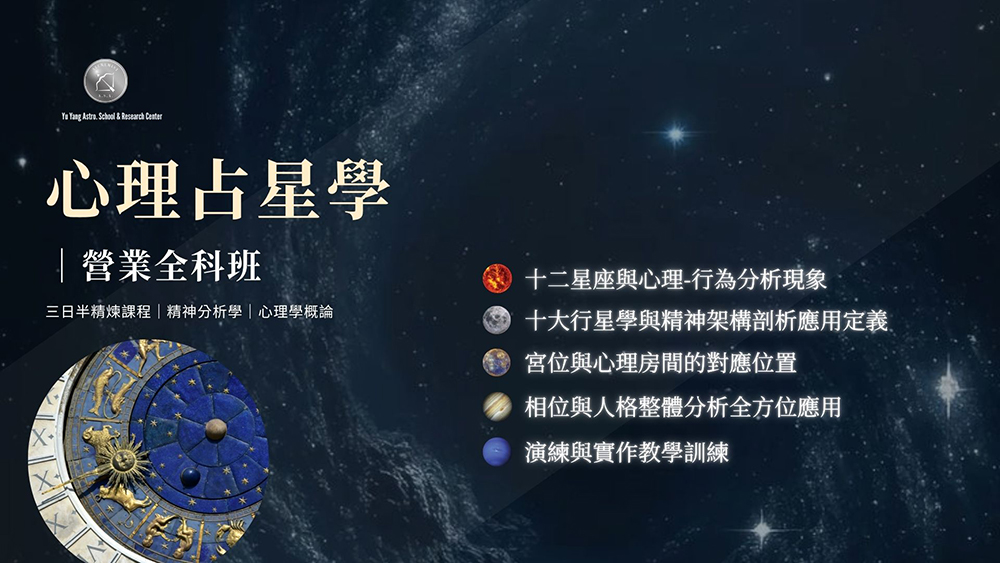 Yu Yang Astro. School & Research Center
心理占星學
｜營業全科班
三日半精煉課程｜精神分析學｜心理學概論
十二星座與心理-行為分析現象
十大行星學與精神架構剖析應用定義
宮位與心理房間的對應位置
相位與人格整體分析全方位應用
演練與實作教學訓練